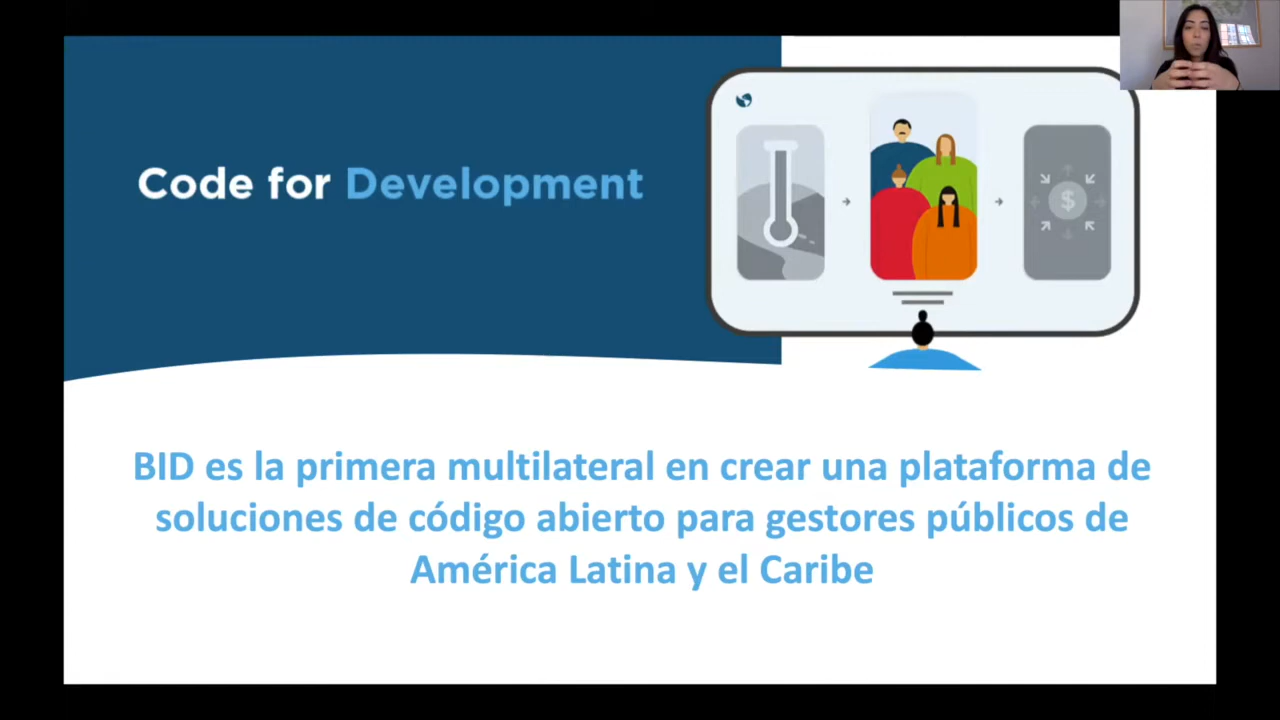 Code for Development
$
BID es la primera multilateral en crear una plataforma de
soluciones de código abierto para gestores públicos de
América Latina y el Caribe